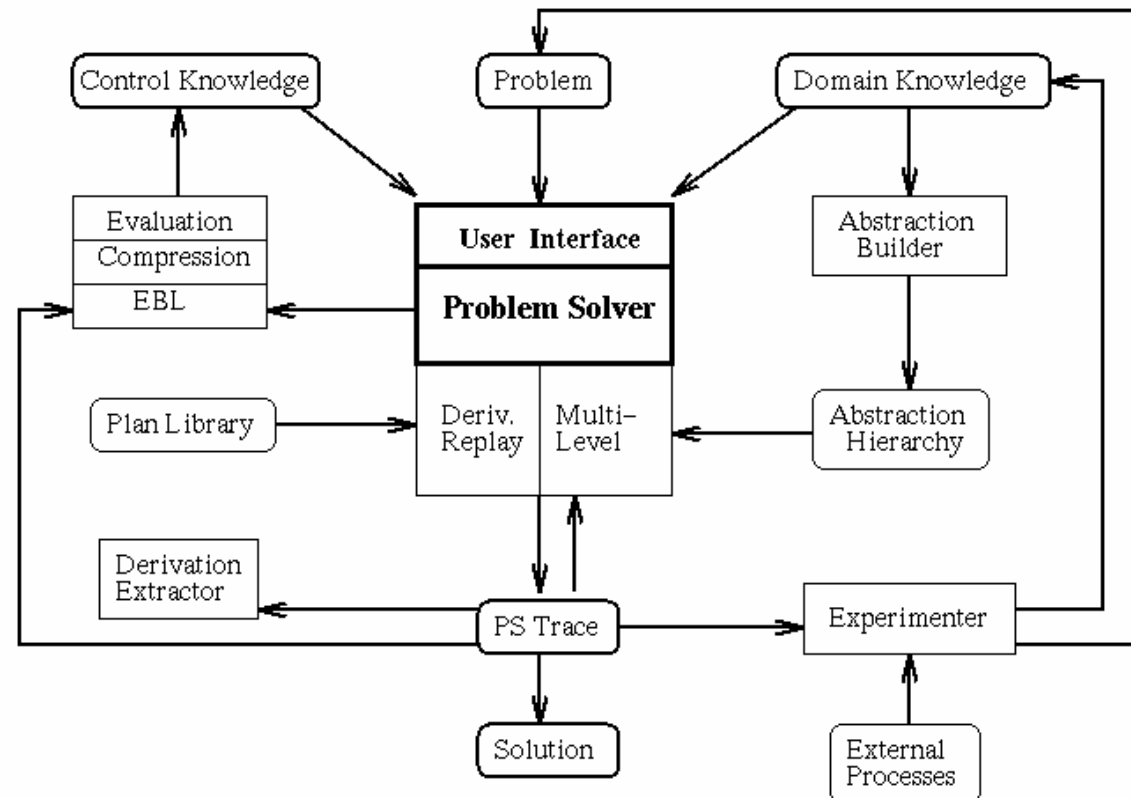 Control Knowledge
Problem
Domain Knowledge
Evaluation
Compression
EBL
User Interface
Problem Solver
Abstraction
Builder
Plan Library
Deriv.
Replay
Multi-
Level
Abstraction
Hierarchy
Derivation
Extractor
PS Trace
Experimenter
Solution
External
Processes